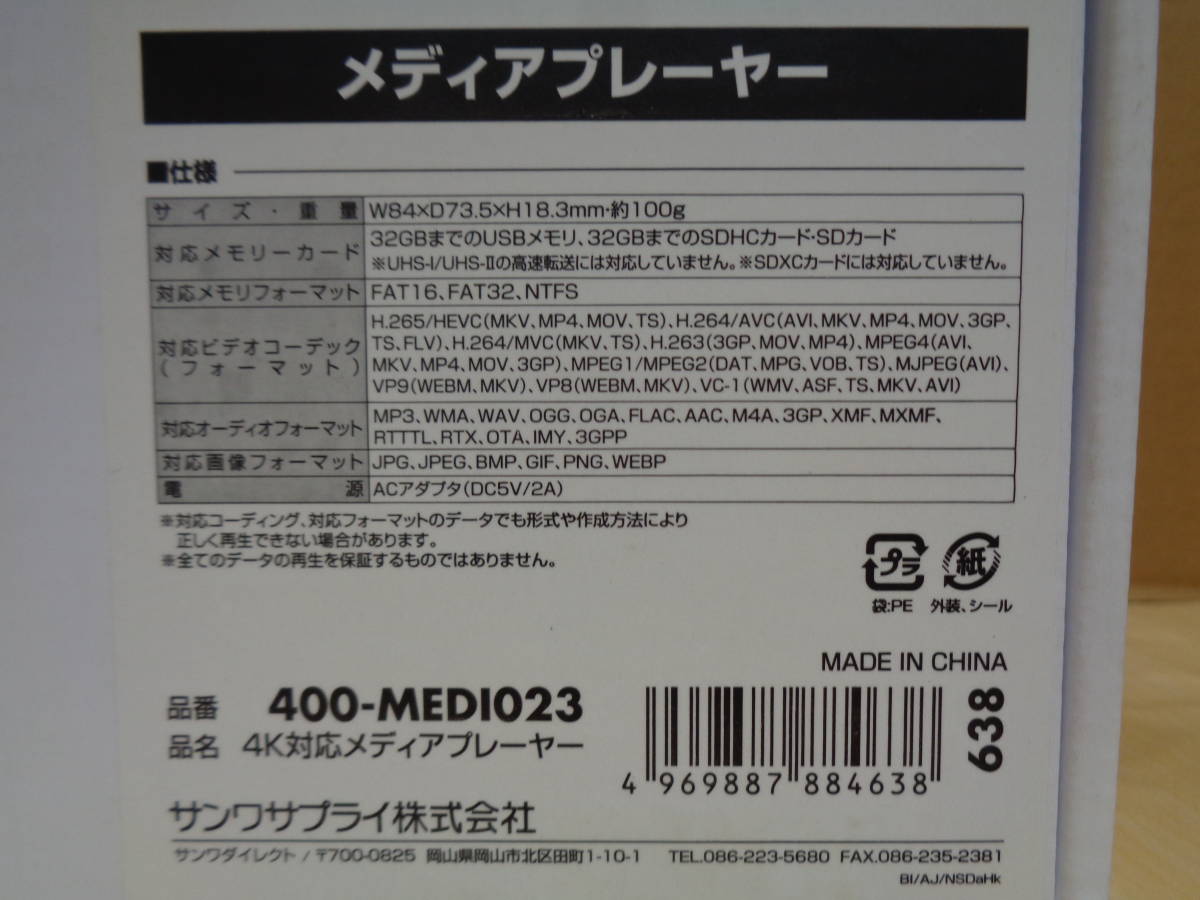 メディアプレーヤー
■仕様
サイズ・重量 W84×D73.5×H18.3mm・約100g
対応メモリーカード 32GBまでのUSBメモリ、32GBまでのSDHCカード・SDカード
※UHS-I/UHS-IIの高速転送には対応していません。※SDXCカードには対応していません。
対応メモリフォーマット FAT16、FAT32、NTFS
対応ビデオコーデック(フォーマット) H.265/HEVC(MKV、MP4、MOV、TS)、H.264/AVC(AVI、MKV、MP4、MOV、3GP、
TS、FLV)、H.264/MVC(MKV、TS)、H.263(3GP、MOV、MP4)、MPEG4(AVI、
MKV、MP4、MOV、3GP)、MPEG1/MPEG2(DAT、MPG、VOB、TS)、MJPEG(AVI)、
VP9(WEBM、MKV)、VP8(WEBM、MKV)、VC-1(WMV、ASF、TS、MKV、AVI)
対応オーディオフォーマット MP3、WMA、WAV、OGG、OGA、FLAC、AAC、M4A、3GP、XMF、MXMF、
RTTTL、RTX、OTA、IMY、3GPP
対応画像フォーマット JPG、JPEG、BMP、GIF、PNG、WEBP
電源 ACアダプタ(DC5V/2A)
※対応コーディング、対応フォーマットのデータでも形式や作成方法により
正しく再生できない場合があります。
※全てのデータの再生を保証するものではありません。
プラ 紙
袋:PE 外装、シール
MADE IN CHINA
品番 400-MEDI023
品名 4K対応メディアプレーヤー
4 969887 884638
638
サンワサプライ株式会社
サンワダイレクト/〒700-0825 岡山県岡山市北区田町1-10-1 TEL.086-223-5680 FAX.086-235-2381
BI/AJ/NSDaHk